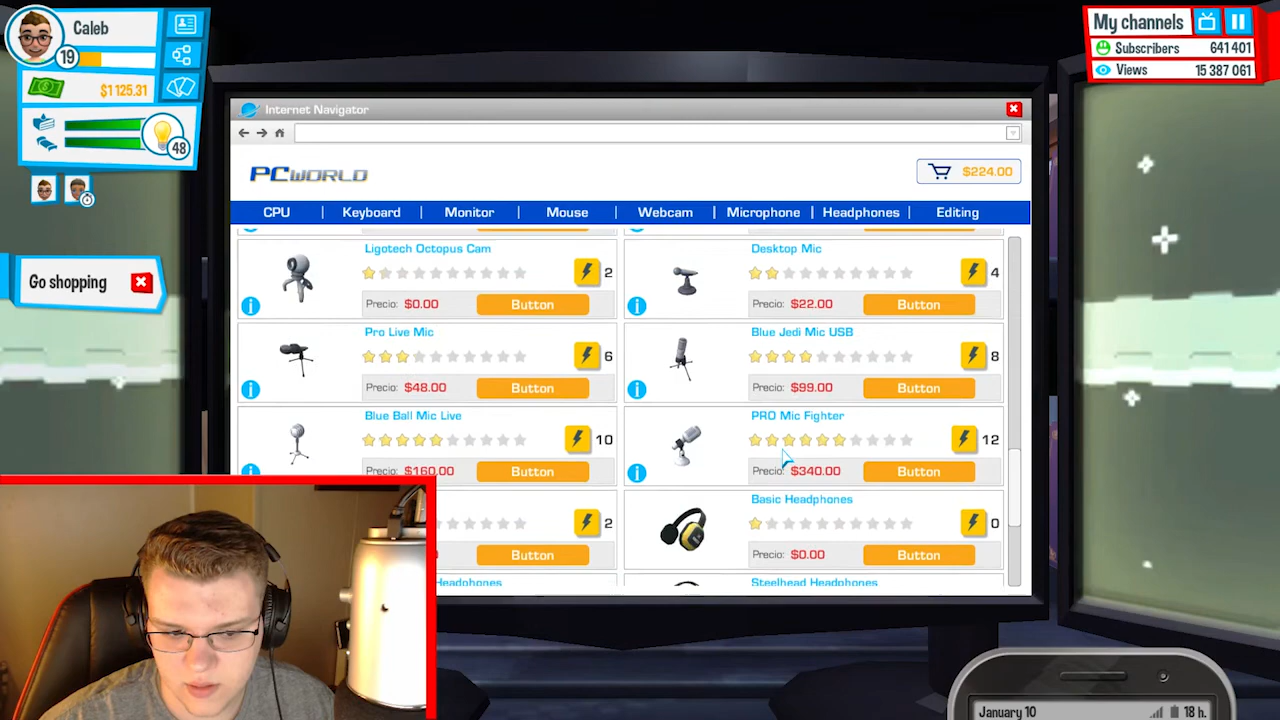 Caleb
19
$1 125.31
48
Go shopping
My channels
Subscribers 641 401
Views 15 387 061
Internet Navigator
PCWORLD
$224.00
CPU | Keyboard | Monitor | Mouse | Webcam | Microphone | Headphones | Editing
Ligotech Octopus Cam
2
Precio: $0.00 Button
Desktop Mic
4
Precio: $22.00 Button
Pro Live Mic
6
Precio: $48.00 Button
Blue Jedi Mic USB
8
Precio: $99.00 Button
Blue Ball Mic Live
10
Precio: $160.00 Button
PRO Mic Fighter
12
Precio: $340.00 Button
2
Button
Basic Headphones
0
Precio: $0.00 Button
Headphones
Steelhead Headphones
January 10 18 h.